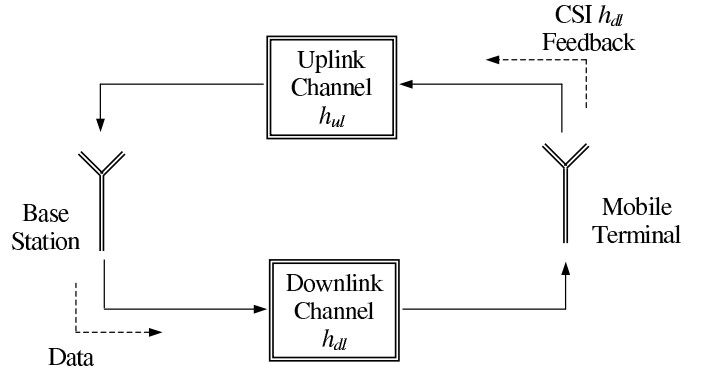 CSI h_dl
Feedback
Uplink
Channel
h_ul
Base
Station
Mobile
Terminal
Downlink
Channel
h_dl
Data